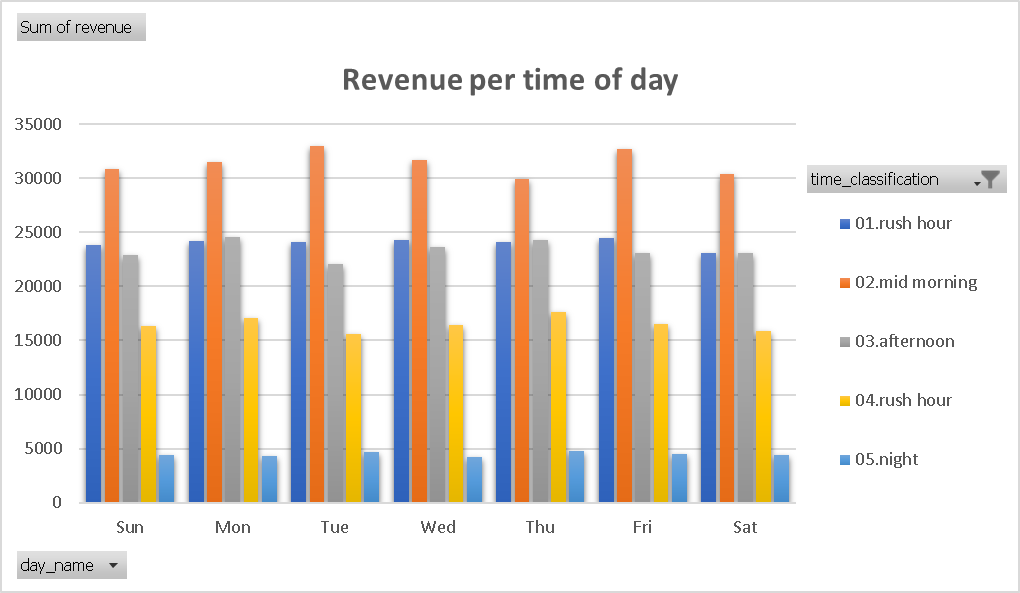 Sum of revenue
Revenue per time of day
35000
30000
25000
20000
15000
10000
5000
0
Sun Mon Tue Wed Thu Fri Sat
time_classification
01.rush hour
02.mid morning
03.afternoon
04.rush hour
05.night
day_name